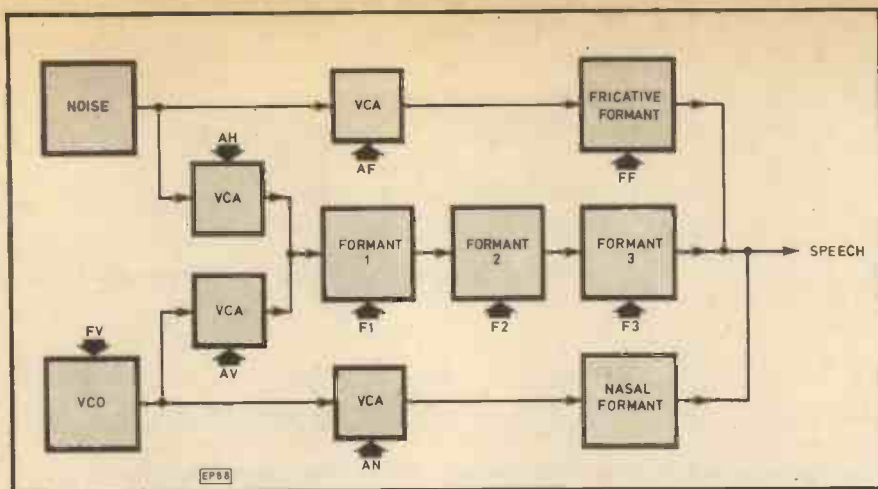 NOISE
VCA
AF
FRICATIVE
FORMANT
FF
AH
VCA
FORMANT
1
F1
FORMANT
2
F2
FORMANT
3
F3
SPEECH
VCA
AV
FV
VCO
VCA
AN
NASAL
FORMANT
EP68